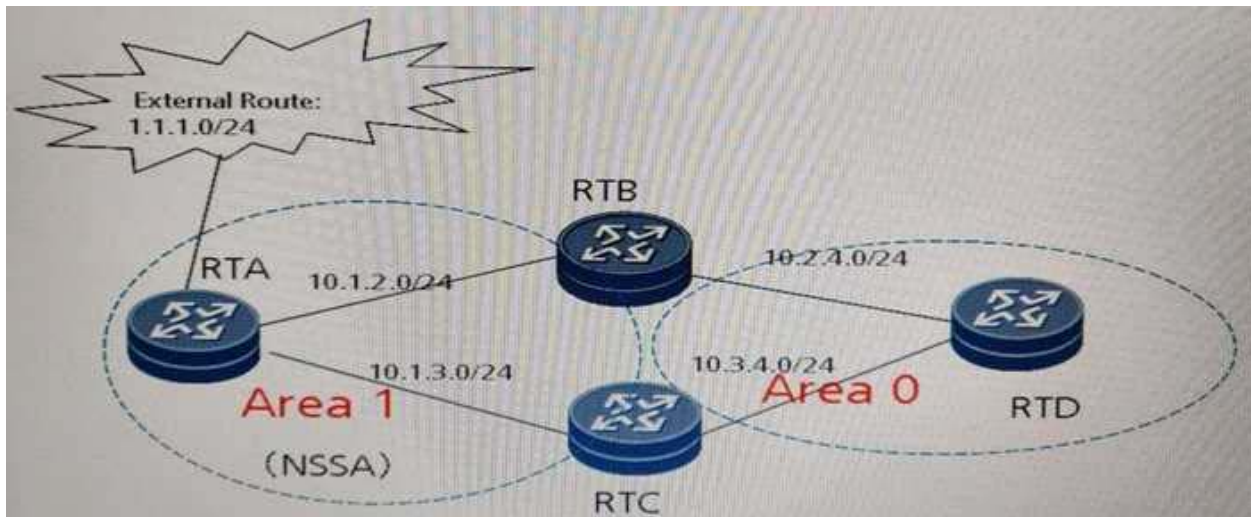 External Route:
1.1.1.0/24
RTB
RTA
10.1.2.0/24
10.2.4.0/24
10.1.3.0/24
10.3.4.0/24
Area 1
Area 0
RTD
(NSSA)
RTC